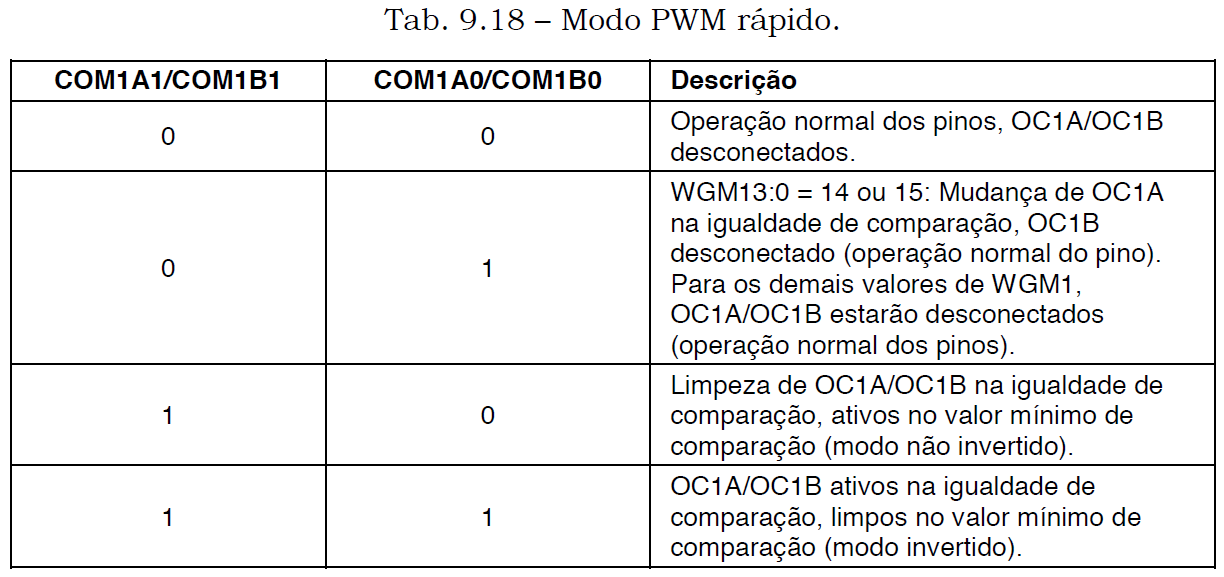 Tab. 9.18 – Modo PWM rápido.
COM1A1/COM1B1 COM1A0/COM1B0 Descrição
0 0 Operação normal dos pinos, OC1A/OC1B
desconectados.
0 1 WGM13:0 = 14 ou 15: Mudança de OC1A
na igualdade de comparação, OC1B
desconectado (operação normal do pino).
Para os demais valores de WGM1,
OC1A/OC1B estarão desconectados
(operação normal dos pinos).
1 0 Limpeza de OC1A/OC1B na igualdade de
comparação, ativos no valor mínimo de
comparação (modo não invertido).
1 1 OC1A/OC1B ativos na igualdade de
comparação, limpos no valor mínimo de
comparação (modo invertido).